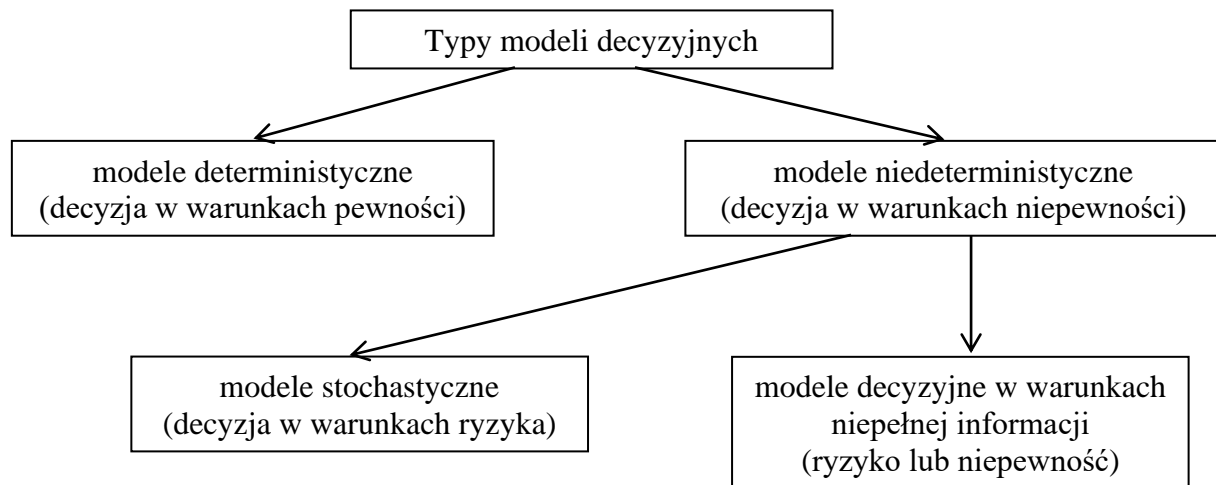 Typy modeli decyzyjnych
modele deterministyczne
(decyzja w warunkach pewności)
modele niedeterministyczne
(decyzja w warunkach niepewności)
modele stochastyczne
(decyzja w warunkach ryzyka)
modele decyzyjne w warunkach
niepełnej informacji
(ryzyko lub niepewność)